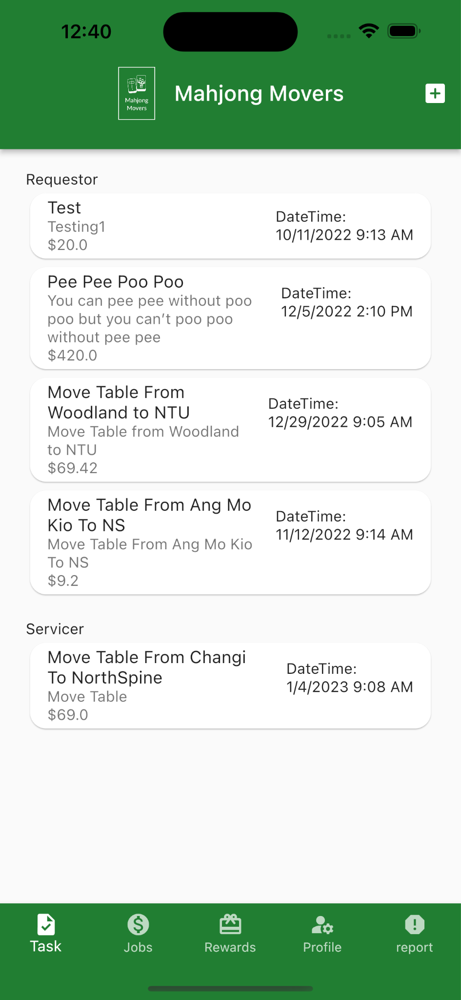 12:40
Mahjong
Movers
Mahjong Movers
Requestor
Test
Testing1
$20.0
DateTime:
10/11/2022 9:13 AM
Pee Pee Poo Poo
You can pee pee without poo
poo but you can’t poo poo
without pee pee
$420.0
DateTime:
12/5/2022 2:10 PM
Move Table From
Woodland to NTU
Move Table from Woodland
to NTU
$69.42
DateTime:
12/29/2022 9:05 AM
Move Table From Ang Mo
Kio To NS
Move Table From Ang Mo Kio
To NS
$9.2
DateTime:
11/12/2022 9:14 AM
Servicer
Move Table From Changi
To NorthSpine
Move Table
$69.0
DateTime:
1/4/2023 9:08 AM
Task
Jobs
Rewards
Profile
report